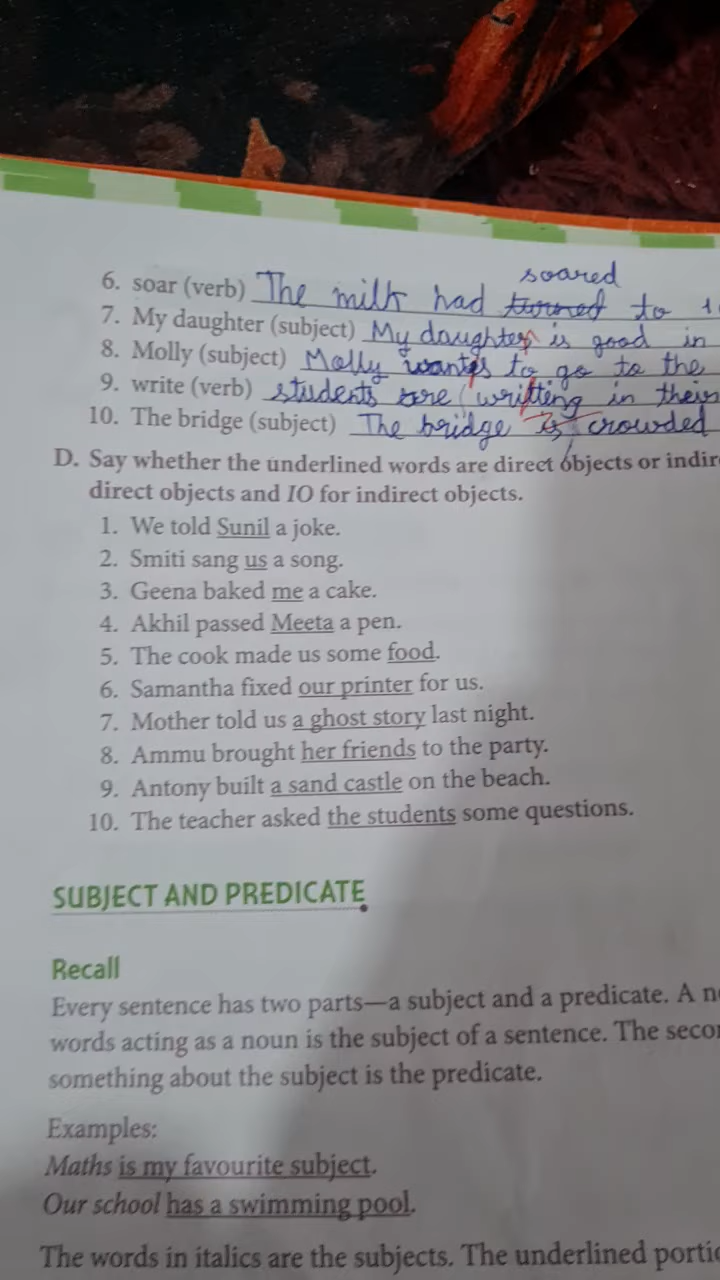 soared
6. soar (verb) The milk had turned to
7. My daughter (subject) My daughter is good in
8. Molly (subject) Molly wants to go to the
9. write (verb) students are writting in their
10. The bridge (subject) The bridge is crowded
D. Say whether the underlined words are direct objects or indir
direct objects and IO for indirect objects.
1. We told Sunil a joke.
2. Smiti sang us a song.
3. Geena baked me a cake.
4. Akhil passed Meeta a pen.
5. The cook made us some food.
6. Samantha fixed our printer for us.
7. Mother told us a ghost story last night.
8. Ammu brought her friends to the party.
9. Antony built a sand castle on the beach.
10. The teacher asked the students some questions.
SUBJECT AND PREDICATE
Recall
Every sentence has two parts—a subject and a predicate. A
words acting as a noun is the subject of a sentence. The seco
something about the subject is the predicate.
Examples:
Maths is my favourite subject.
Our school has a swimming pool.
The words in italics are the subjects. The underlined portio